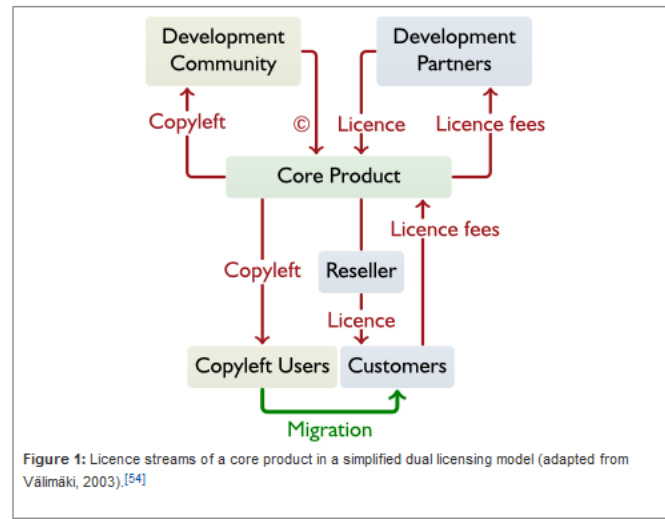 Development
Community
Development
Partners
Copyleft
©
Licence
Licence fees
Core Product
Licence fees
Copyleft
Reseller
Licence
Copyleft Users
Customers
Migration
Figure 1: Licence streams of a core product in a simplified dual licensing model (adapted from
Välimäki, 2003).[54]